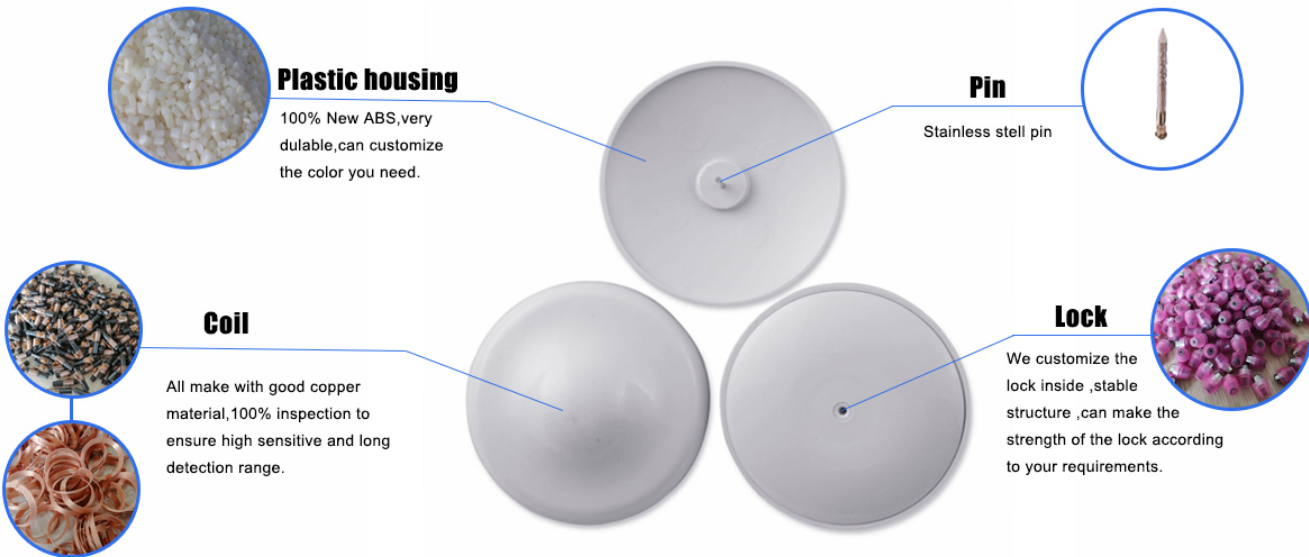 Plastic housing
100% New ABS,very
dulable,can customize
the color you need.
Pin
Stainless stell pin
Coil
All make with good copper
material,100% inspection to
ensure high sensitive and long
detection range.
Lock
We customize the
lock inside ,stable
structure ,can make the
strength of the lock according
to your requirements.